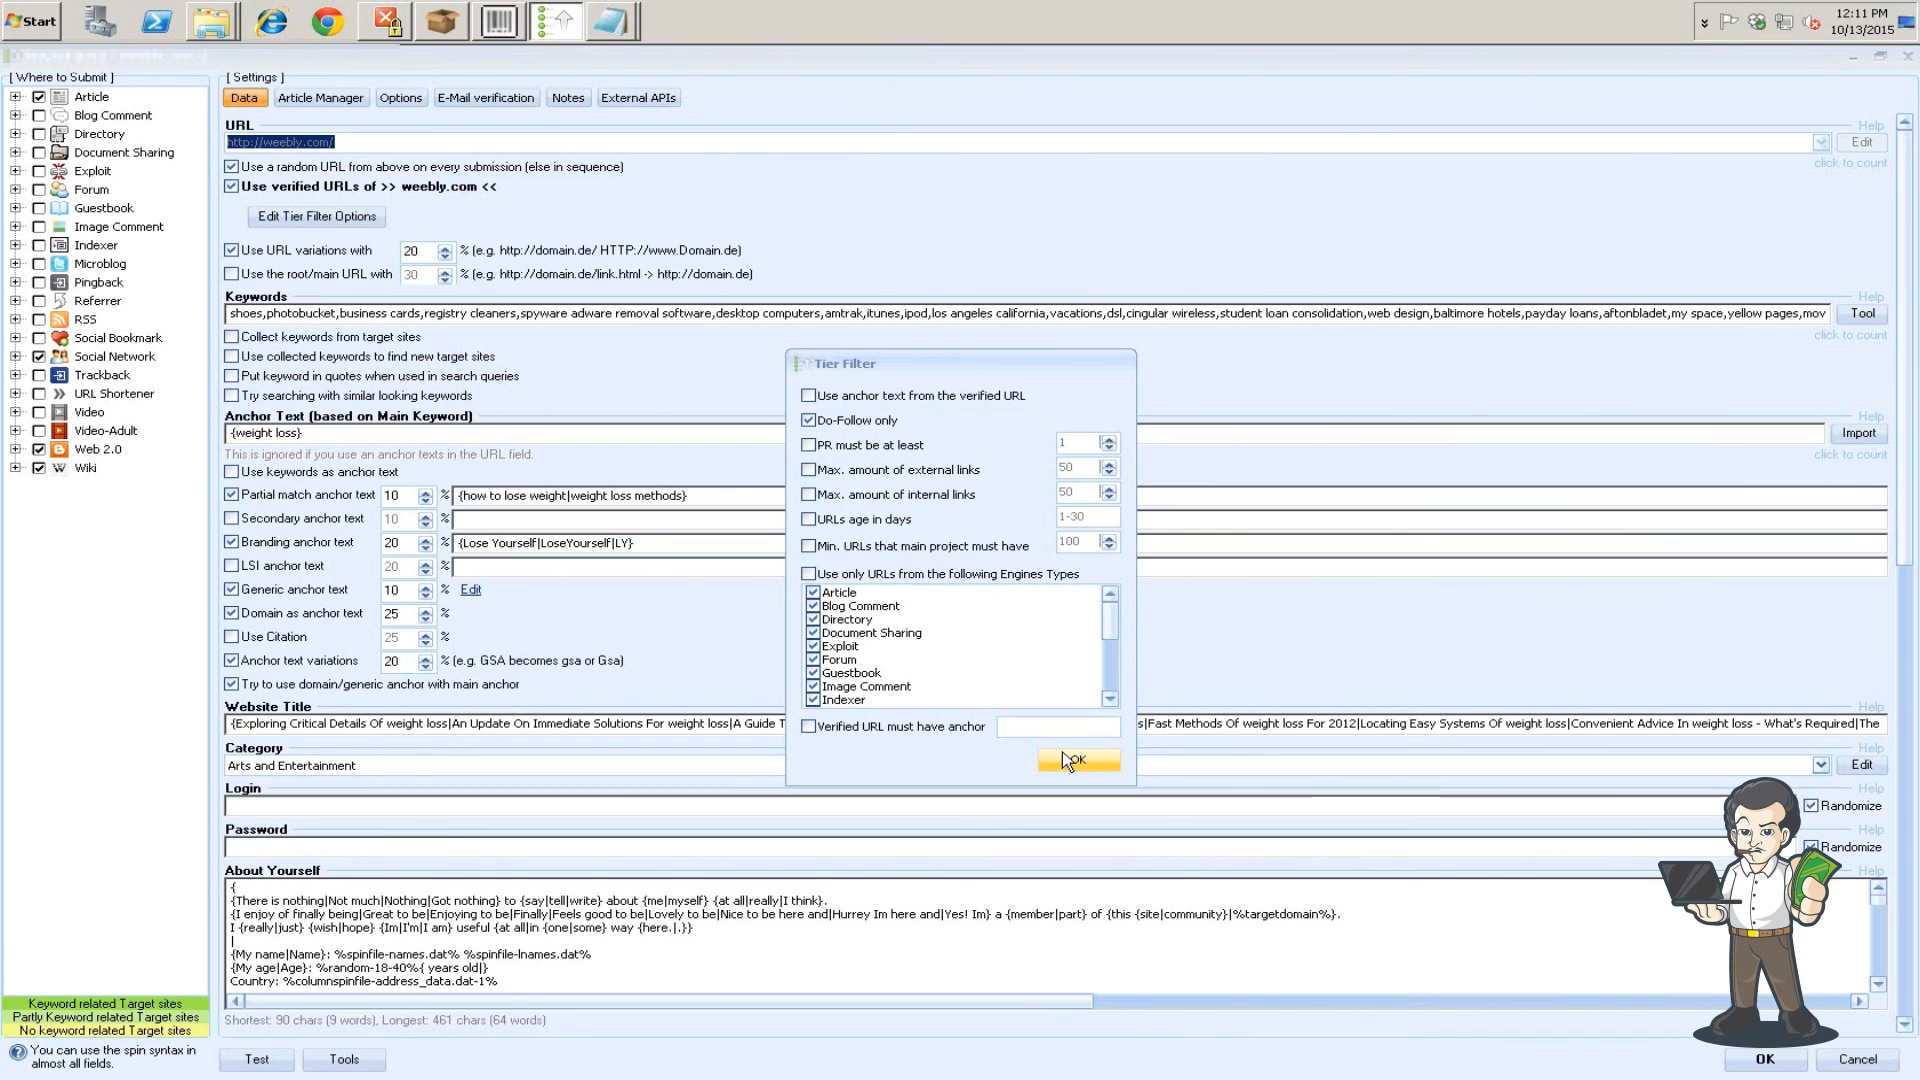 Start
12:11 PM
10/13/2015
[ Where to Submit ]
Article
Blog Comment
Directory
Document Sharing
Exploit
Forum
Guestbook
Image Comment
Indexer
Microblog
Pingback
Referrer
RSS
Social Bookmark
Social Network
Trackback
URL Shortener
Video
Video-Adult
Web 2.0
Wiki
Keyword related Target sites
Partly Keyword related Target sites
No keyword related Target sites
You can use the spin syntax in
almost all fields.
[ Settings ]
Data Article Manager Options E-Mail verification Notes External APIs
URL Help
http://weebly.com/ Edit
Use a random URL from above on every submission (else in sequence) click to count
Use verified URLs of >> weebly.com <<
Edit Tier Filter Options
Use URL variations with 20 % (e.g. http://domain.de/ HTTP://www.Domain.de)
Use the root/main URL with 30 % (e.g. http://domain.de/link.html -> http://domain.de)
Keywords Help
shoes,photobucket,business cards,registry cleaners,spyware adware removal software,desktop computers,amtrak,itunes,ipod,los angeles california,vacations,dsl,cingular wireless,student loan consolidation,web design,baltimore hotels,payday loans,aftonbladet,my space,yellow pages,mov Tool
Collect keywords from target sites click to count
Use collected keywords to find new target sites
Put keyword in quotes when used in search queries
Try searching with similar looking keywords
Anchor Text (based on Main Keyword) Help
{weight loss} Import
This is ignored if you use an anchor texts in the URL field. click to count
Use keywords as anchor text
Partial match anchor text 10 % {how to lose weight|weight loss methods}
Secondary anchor text 10 %
Branding anchor text 20 % {Lose Yourself|LoseYourself|LY}
LSI anchor text 20 %
Generic anchor text 10 % Edit
Domain as anchor text 25 %
Use Citation 25 %
Anchor text variations 20 % (e.g. GSA becomes gsa or Gsa)
Try to use domain/generic anchor with main anchor
Tier Filter
Use anchor text from the verified URL
Do-Follow only
PR must be at least 1
Max. amount of external links 50
Max. amount of internal links 50
URLs age in days 1-30
Min. URLs that main project must have 100
Use only URLs from the following Engines Types
Article
Blog Comment
Directory
Document Sharing
Exploit
Forum
Guestbook
Image Comment
Indexer
Verified URL must have anchor
OK
Website Title Help
{Exploring Critical Details Of weight loss|An Update On Immediate Solutions For weight loss|A Guide T s|Fast Methods Of weight loss For 2012|Locating Easy Systems Of weight loss|Convenient Advice In weight loss - What's Required|The
Category Help
Arts and Entertainment Edit
Login Help
Randomize
Password Help
Randomize
About Yourself Help
{
{There is nothing|Not much|Nothing|Got nothing} to {say|tell|write} about {me|myself} {at all|really|I think}.
{I enjoy of finally being|Great to be|Enjoying to be|Finally|Feels good to be|Lovely to be|Nice to be here and|Hurrey Im here and|Yes! Im} a {member|part} of {this {site|community}|%targetdomain%}.
I {really|just} {wish|hope} {Im|I'm|I am} useful {at all|in {one|some} way {here.|.}}
|
{My name|Name}: %spinfile-names.dat% %spinfile-lnames.dat%
{My age|Age}: %random-18-40%{ years old|}
Country: %columnspinfile-address_data.dat-1%
Shortest: 90 chars (9 words), Longest: 461 chars (64 words)
Test Tools OK Cancel